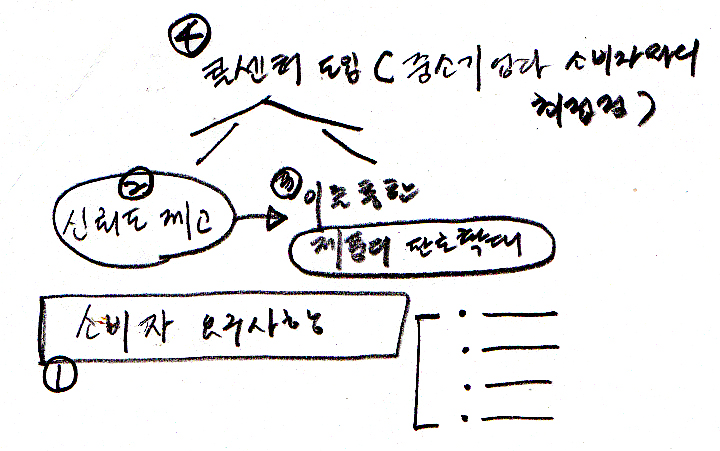 ④
콜센터 도입 (중소기업과 소비자와의
최접점)
②
신뢰도 제고
③ 이를 통한
제품의 판로확대
소비자 요구사항
①